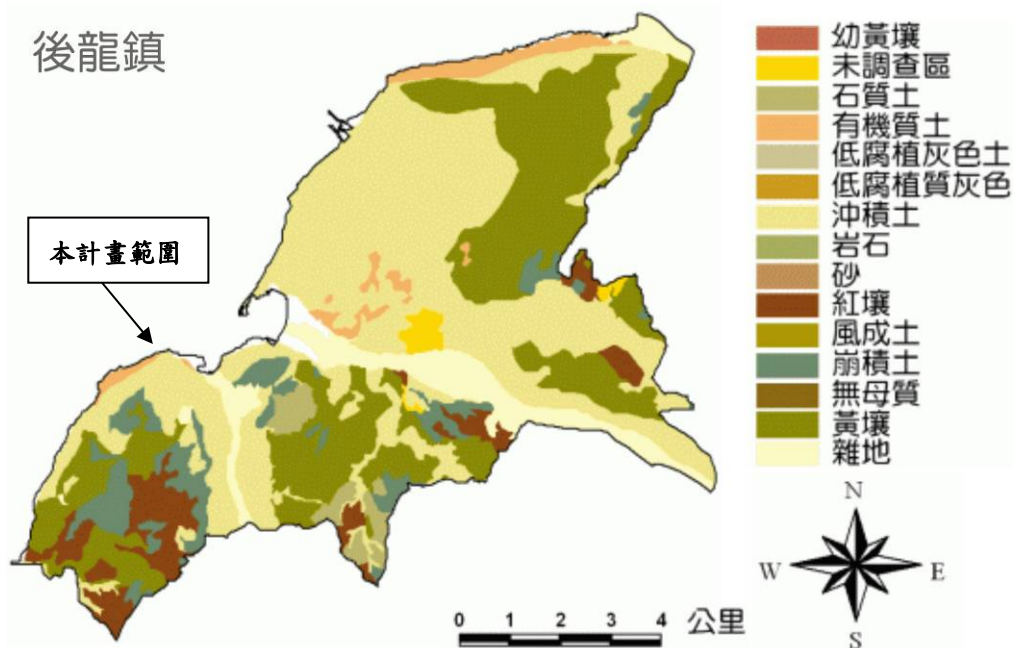 後龍鎮
本計畫範圍
幼黃壤
未調查區
石質土
有機質土
低腐植灰色土
低腐植質灰色
沖積土
岩石
砂
紅壤
風成土
崩積土
無母質
黃壤
雜地
N
W E
S
0 1 2 3 4 公里